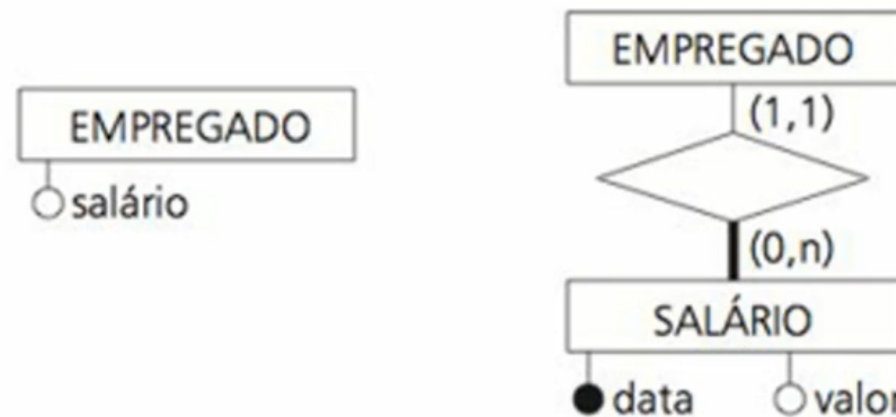 EMPREGADO
salário
EMPREGADO
(1,1)
(0,n)
SALÁRIO
data valor